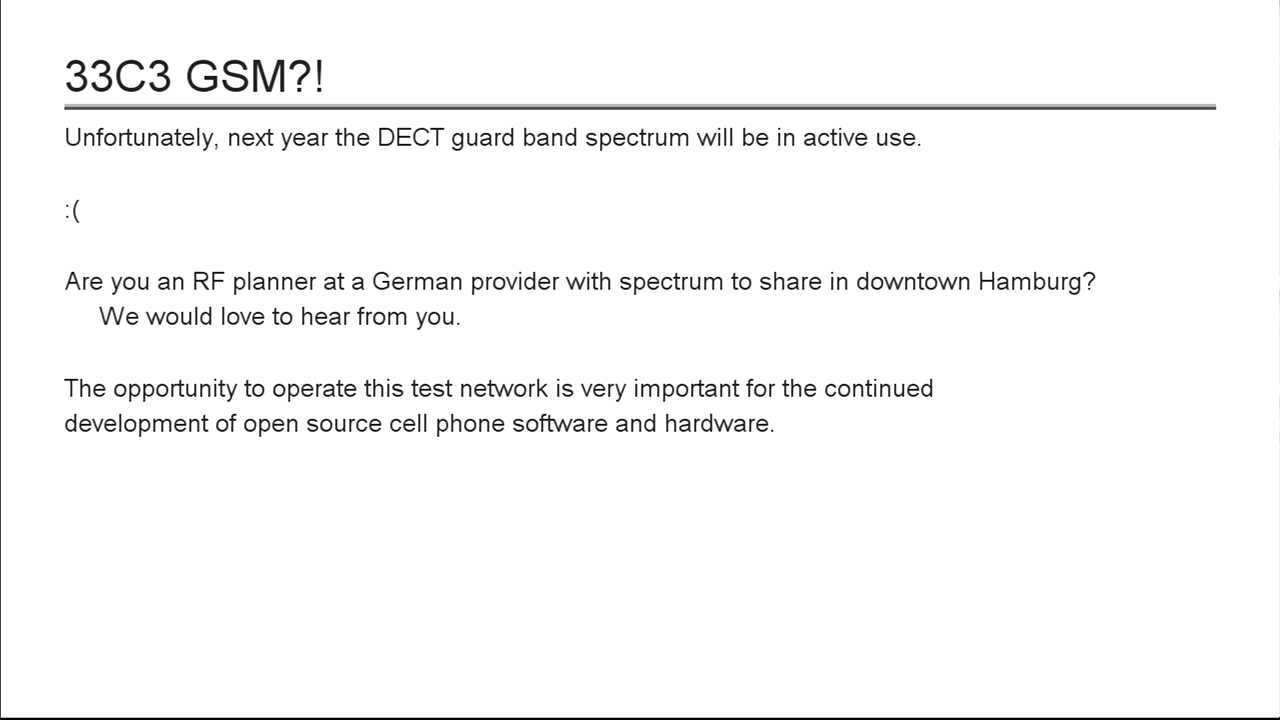 33C3 GSM?!
Unfortunately, next year the DECT guard band spectrum will be in active use.
:(
Are you an RF planner at a German provider with spectrum to share in downtown Hamburg?
We would love to hear from you.
The opportunity to operate this test network is very important for the continued
development of open source cell phone software and hardware.